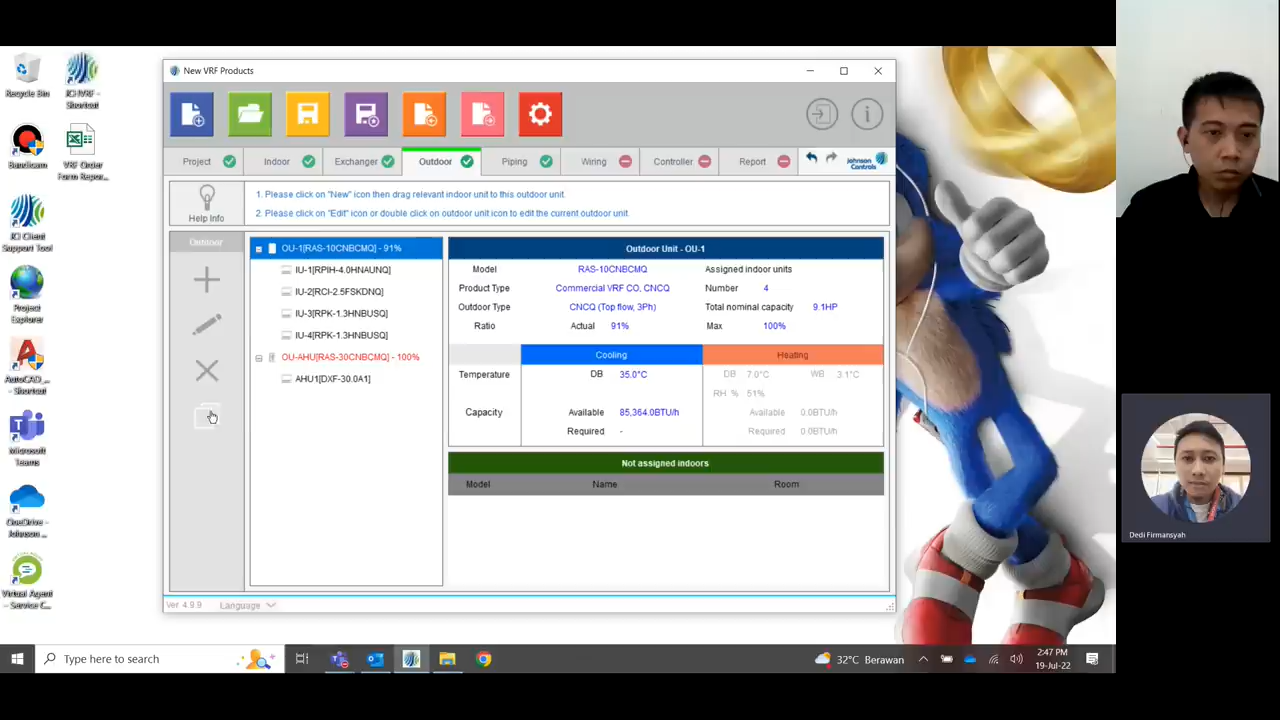 New VRF Products
Project
Indoor
Exchanger
Outdoor
Piping
Wiring
Controller
Report
Johnson Controls
Help Info
1. Please click on "New" icon then drag relevant indoor unit to this outdoor unit.
2. Please click on "Edit" icon or double click on outdoor unit icon to edit the current outdoor unit.
Outdoor
OU-1[RAS-10CNBCMQ] - 91%
IU-1[RPIH-4.0HNAUNQ]
IU-2[RCI-2.5FSKDNQ]
IU-3[RPK-1.3HNBUSQ]
IU-4[RPK-1.3HNBUSQ]
OU-AHU[RAS-30CNBCMQ] - 100%
AHU1[DXF-30.0A1]
Outdoor Unit - OU-1
Model RAS-10CNBCMQ Assigned indoor units
Product Type Commercial VRF CO, CNCQ Number 4
Outdoor Type CNCQ (Top flow, 3Ph) Total nominal capacity 9.1HP
Ratio Actual 91% Max 100%
Cooling Heating
Temperature DB 35.0°C DB 7.0°C WB 3.1°C
RH % 51%
Capacity Available 85,364.0BTU/h Available 0.0BTU/h
Required - Required 0.0BTU/h
Not assigned indoors
Model Name Room
Ver 4.9.9 Language
Recycle Bin
JCHVRF - Shortcut
Bandicam
VRF Order Form Repor...
JCI Client Support Tool
Project Explorer
AutoCAD_... - Shortcut
Microsoft Teams
OneDrive - Johnson ...
Virtual Agent - Service C...
Type here to search
32°C Berawan
2:47 PM
19-Jul-22
Dedi Firmansyah